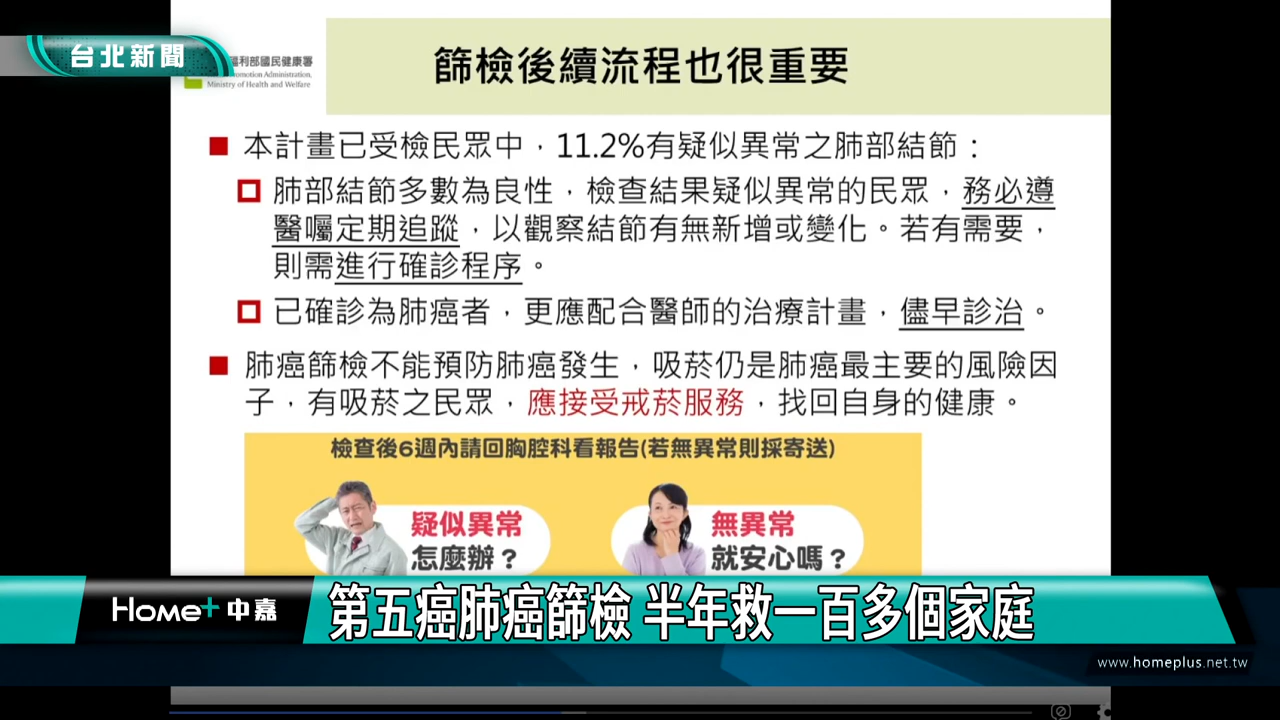 台北新聞
福利部國民健康署
Promotion Administration,
Ministry of Health and Welfare
篩檢後續流程也很重要
本計畫已受檢民眾中，11.2%有疑似異常之肺部結節：
肺部結節多數為良性，檢查結果疑似異常的民眾，務必遵
醫囑定期追蹤，以觀察結節有無新增或變化。若有需要，
則需進行確診程序。
已確診為肺癌者，更應配合醫師的治療計畫，儘早診治。
肺癌篩檢不能預防肺癌發生，吸菸仍是肺癌最主要的風險因
子，有吸菸之民眾，應接受戒菸服務，找回自身的健康。
檢查後6週內請回胸腔科看報告(若無異常則採寄送)
疑似異常
怎麼辦？
無異常
就安心嗎？
Home+中嘉
第五癌肺癌篩檢 半年救一百多個家庭
www.homeplus.net.tw